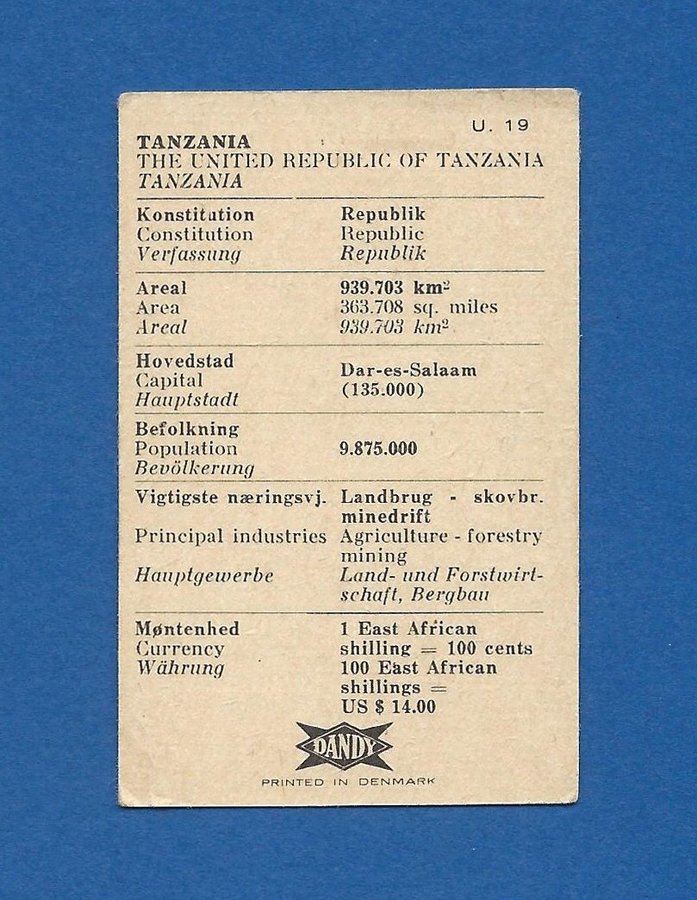 U. 19
TANZANIA
THE UNITED REPUBLIC OF TANZANIA
TANZANIA
Konstitution Republik
Constitution Republic
Verfassung Republik
Areal 939.703 km²
Area 363.708 sq. miles
Areal 939.703 km²
Hovedstad
Capital
Hauptstadt
Dar-es-Salaam
(135.000)
Befolkning
Population 9.875.000
Bevölkerung
Vigtigste næringsvj. Landbrug - skovbr.
minedrift
Principal industries Agriculture - forestry
mining
Hauptgewerbe Land- und Forstwirt-
schaft, Bergbau
Møntenhed 1 East African
Currency shilling = 100 cents
Währung 100 East African
shillings =
US $ 14.00
DANDY
PRINTED IN DENMARK